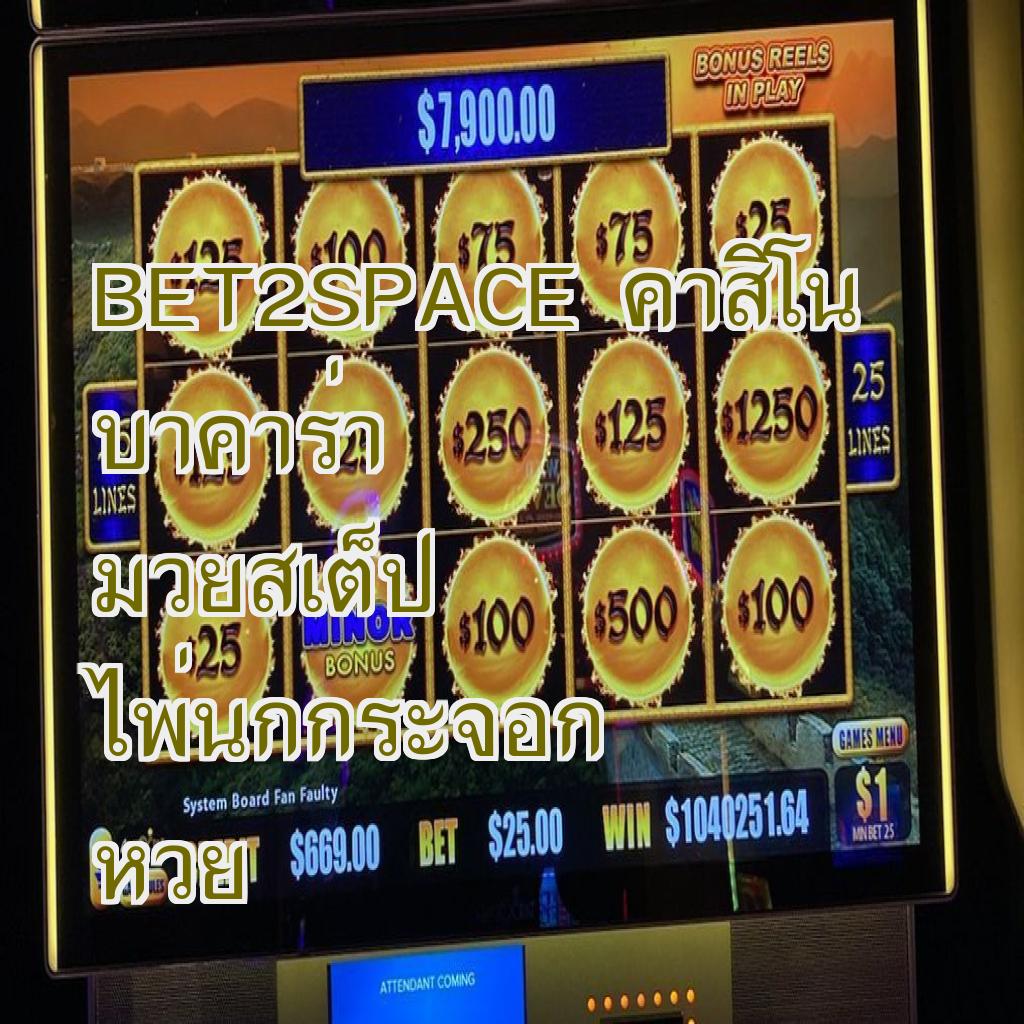 BONUS REELS
IN PLAY
$7,900.00
$125 $100 $75 $75 $25
BET2SPACE คาสิโน
บาคาร่า
$250 $125 $1250
25
LINES
LINES
มวยสเต็ป
$25 MINOR BONUS $100 $500 $100
ไพ่นกกระจอก
GAMES MENU
System Board Fan Faulty
$669.00 BET $25.00 WIN $1040251.64
$1
MIN BET 25
หวย
ATTENDANT COMING